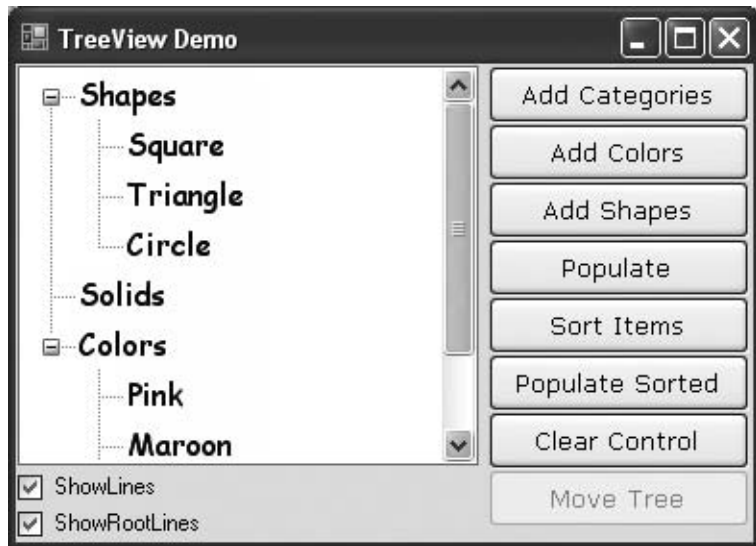 TreeView Demo
Shapes
Square
Triangle
Circle
Solids
Colors
Pink
Maroon
ShowLines
ShowRootLines
Add Categories
Add Colors
Add Shapes
Populate
Sort Items
Populate Sorted
Clear Control
Move Tree